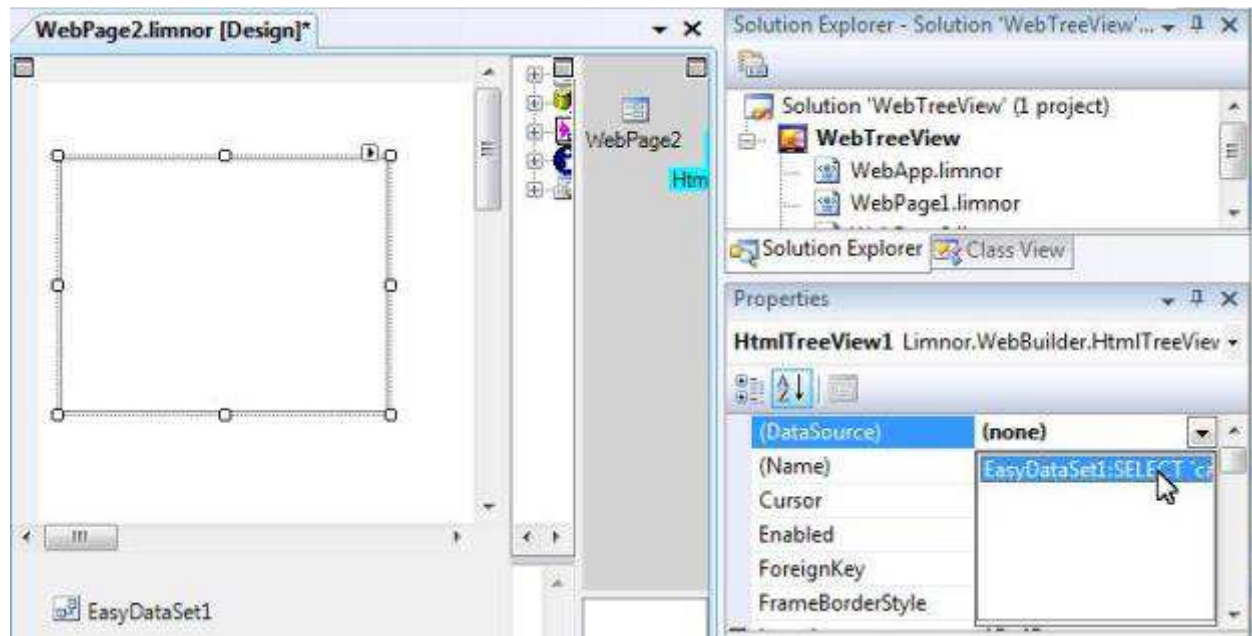 WebPage2.limnor [Design]*
WebPage2
Htm
EasyDataSet1
Solution Explorer - Solution 'WebTreeView'...
Solution 'WebTreeView' (1 project)
WebTreeView
WebApp.limnor
WebPage1.limnor
Solution Explorer
Class View
Properties
HtmlTreeView1 Limnor.WebBuilder.HtmlTreeView
(DataSource) (none)
(Name) EasyDataSet1:SELECT
Cursor
Enabled
ForeignKey
FrameBorderStyle